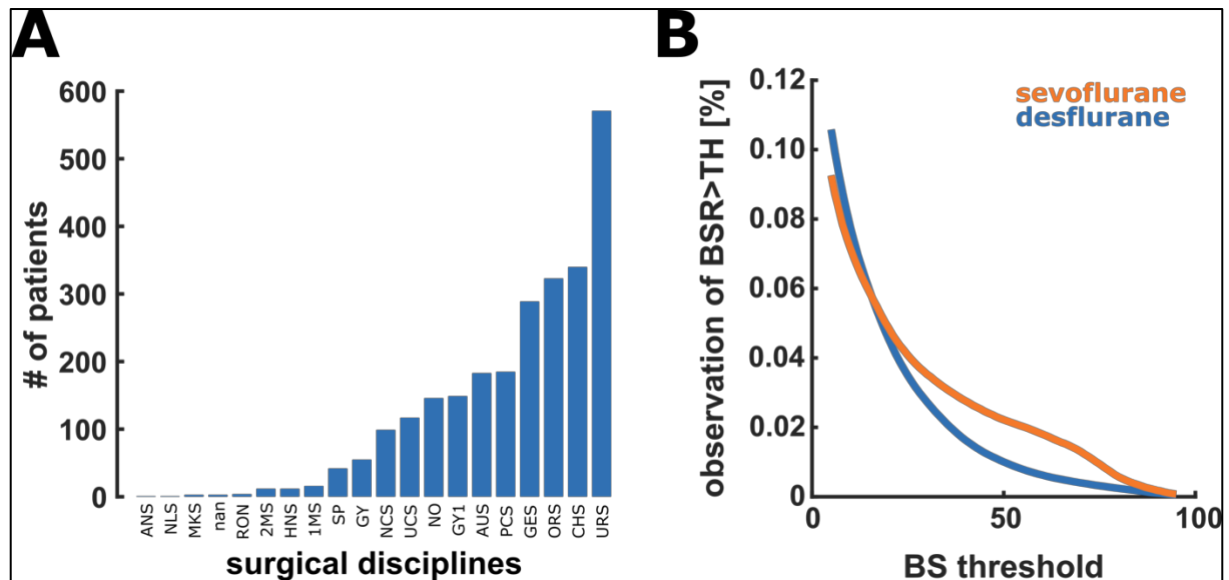 A
# of patients
600
500
400
300
200
100
0
ANS
NLS
MKS
nan
RON
2MS
HNS
1MS
SP
GY
NCS
UCS
NO
GY1
AUS
PCS
GES
ORS
CHS
URS
surgical disciplines
B
observation of BSR>TH [%]
0.12
0.10
0.08
0.06
0.04
0.02
0
sevoflurane
desflurane
0
50
100
BS threshold